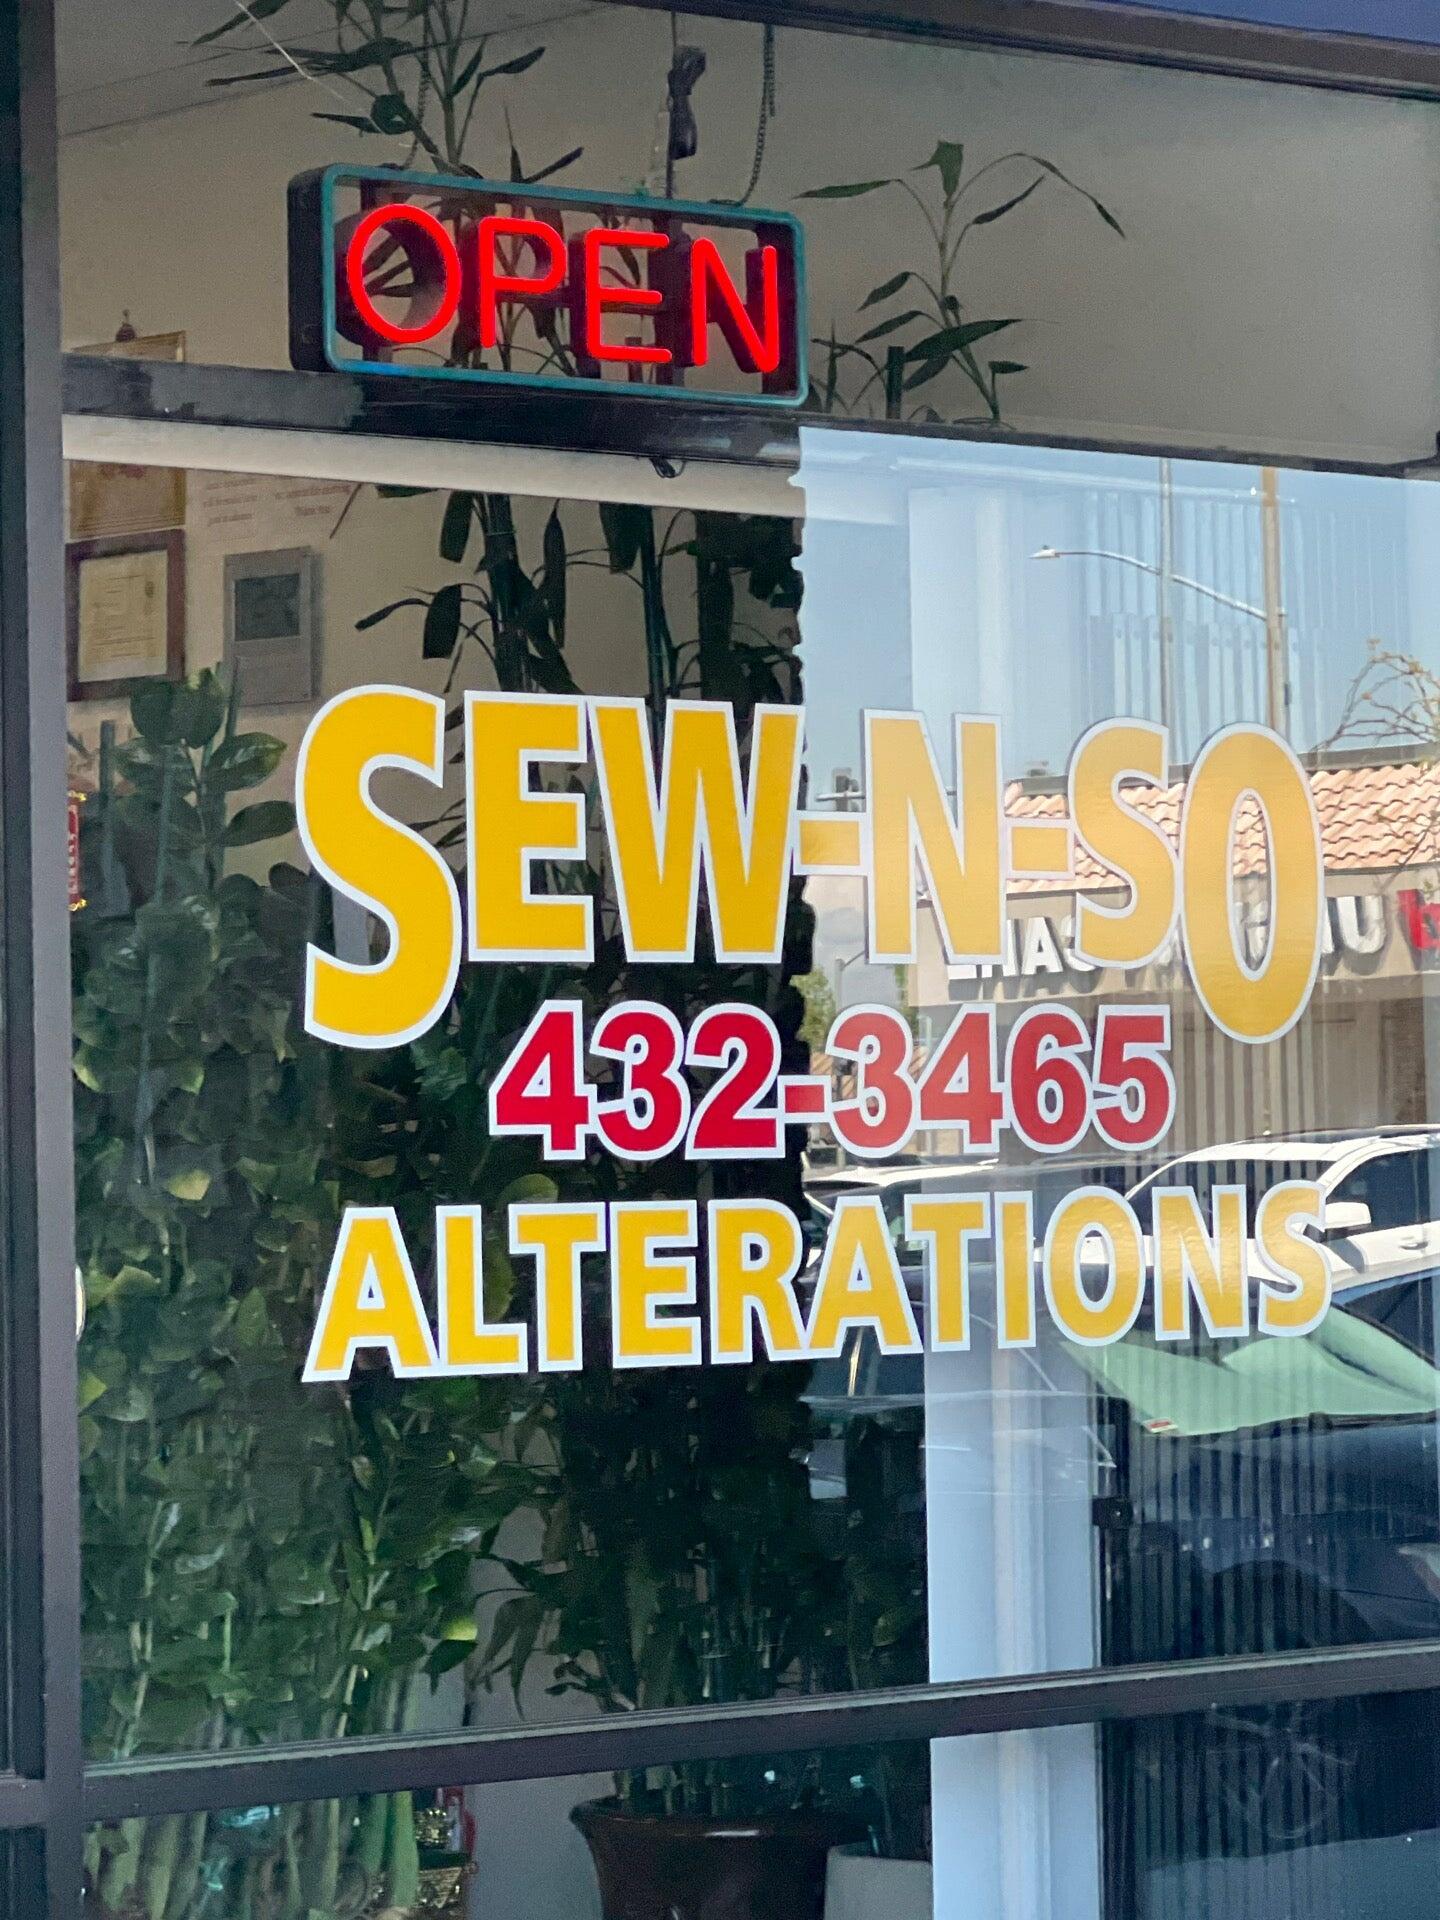 OPEN
SEW-N-SO
432-3465
ALTERATIONS